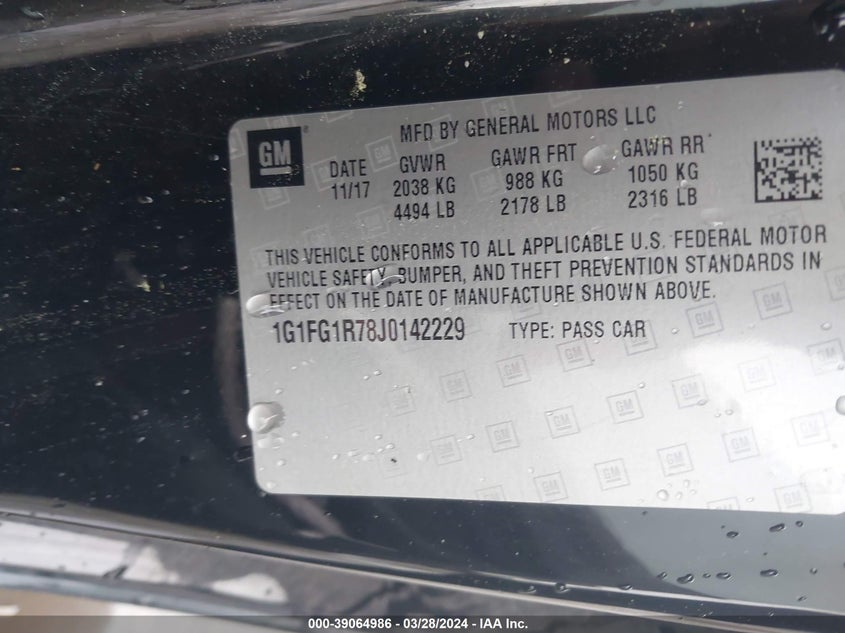 MFD BY GENERAL MOTORS LLC
GM
DATE GVWR GAWR FRT GAWR RR
11/17 2038 KG 988 KG 1050 KG
4494 LB 2178 LB 2316 LB
THIS VEHICLE CONFORMS TO ALL APPLICABLE U.S. FEDERAL MOTOR
VEHICLE SAFETY, BUMPER, AND THEFT PREVENTION STANDARDS IN
EFFECT ON THE DATE OF MANUFACTURE SHOWN ABOVE.
1G1FG1R78J0142229 TYPE: PASS CAR
000-39064986 / 03/28/2024 - IAA Inc.